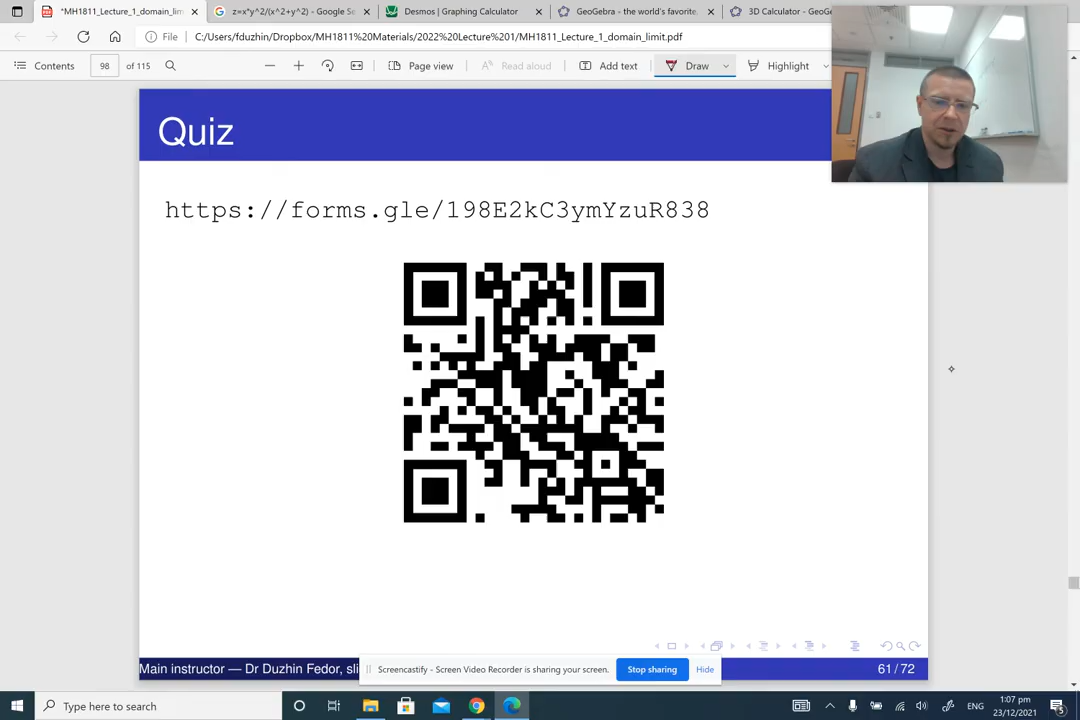 *MH1811_Lecture_1_domain_lim
z=x*y^2/(x^2+y^2) - Google Se
Desmos | Graphing Calculator
GeoGebra - the world's favorite
3D Calculator - GeoGe
File
C:/Users/fduzhin/Dropbox/MH1811%20Materials/2022%20Lecture%201/MH1811_Lecture_1_domain_limit.pdf
Contents
98
of 115
Page view
Read aloud
Add text
Draw
Highlight
Quiz
https://forms.gle/198E2kC3ymYzuR838
Main instructor — Dr Duzhin Fedor, sli
Screencastify - Screen Video Recorder is sharing your screen.
Stop sharing
Hide
61 / 72
Type here to search
ENG
1:07 pm
23/12/2021
5